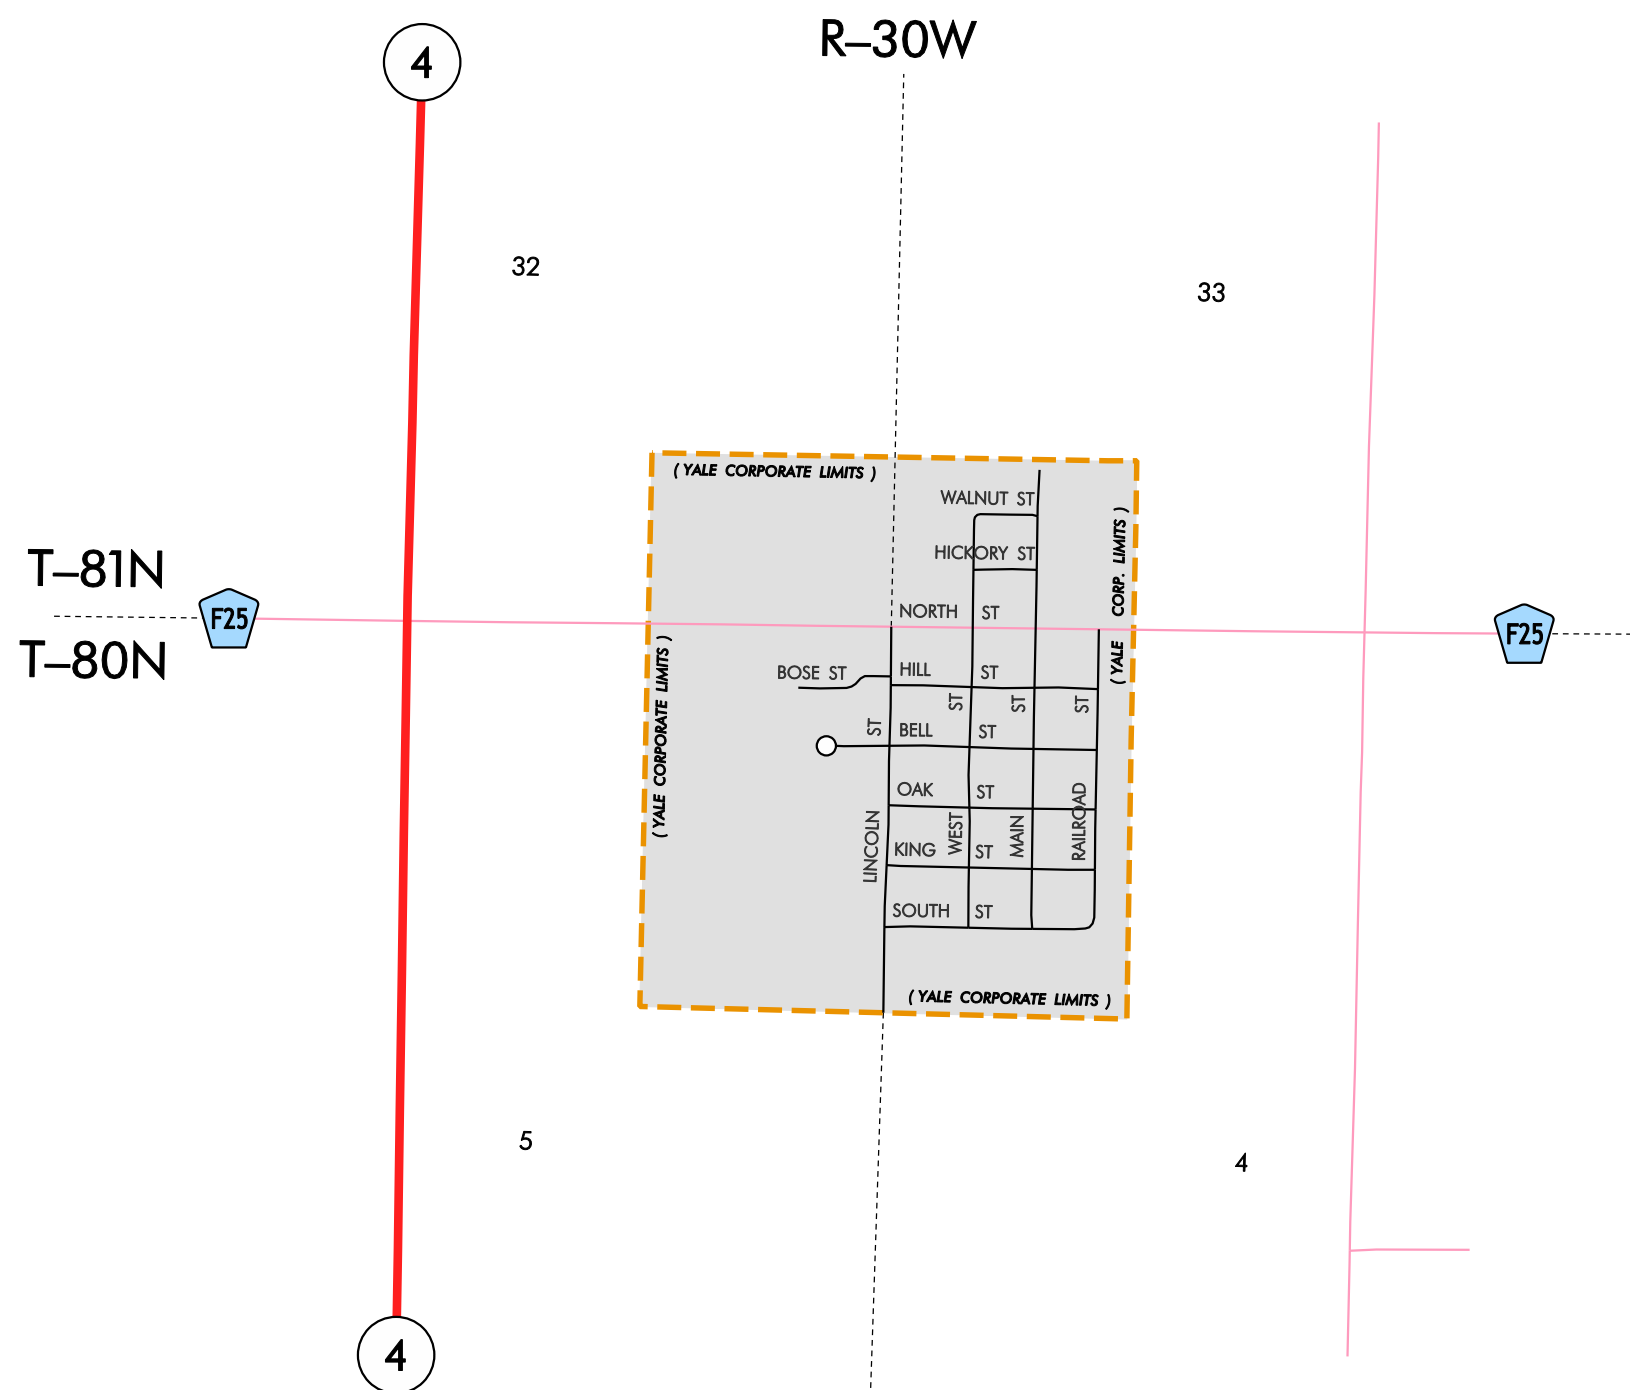 R–30W
4
32
33
( YALE CORPORATE LIMITS )
WALNUT ST
HICKORY ST
( YALE CORP. LIMITS )
T–81N
NORTH ST
F25
F25
T–80N
( YALE CORPORATE LIMITS )
BOSE ST
HILL ST
LINCOLN ST
WEST ST
MAIN ST
RAILROAD ST
BELL ST
OAK ST
KING ST
SOUTH ST
( YALE CORPORATE LIMITS )
5
4
4